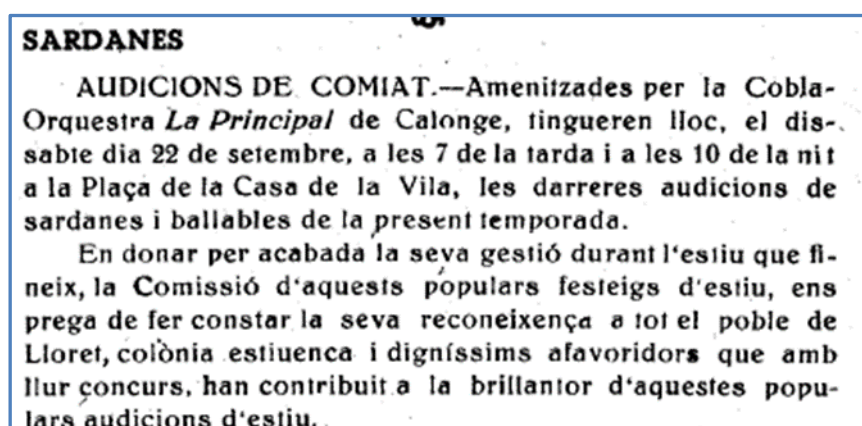 SARDANES
AUDICIONS DE COMIAT.—Amenitzades per la Cobla-
Orquestra La Principal de Calonge, tingueren lloc, el dis-
sabte dia 22 de setembre, a les 7 de la tarda i a les 10 de la nit
a la Plaça de la Casa de la Vila, les darreres audicions de
sardanes i ballables de la present temporada.
En donar per acabada la seva gestió durant l'estiu que fi-
neix, la Comissió d'aquests populars festeigs d'estiu, ens
prega de fer constar la seva reconeixença a tot el poble de
Lloret, colònia estiuenca i digníssims afavoridors que amb
llur concurs, han contribuit a la brillantor d'aquestes popu-
lars audicions d'estiu.